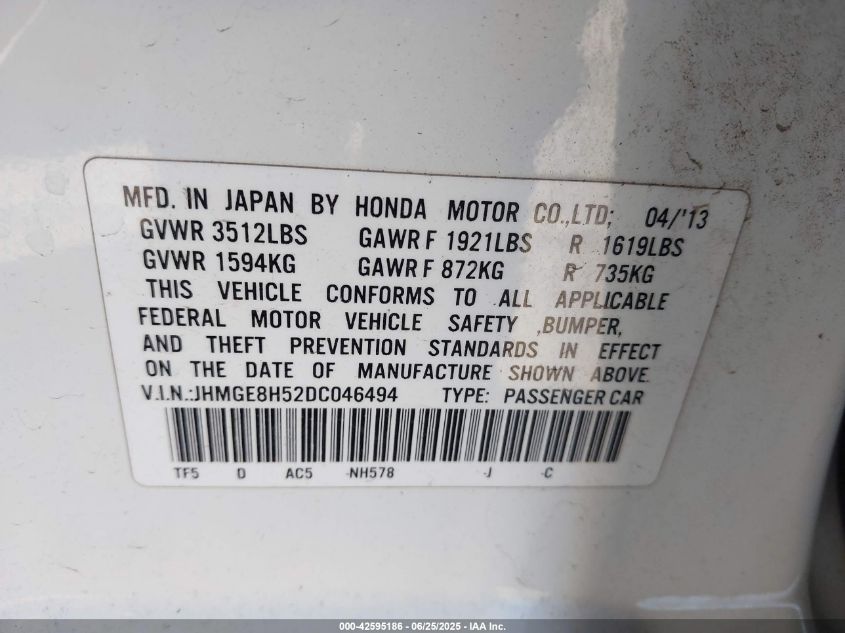 MFD. IN JAPAN BY HONDA MOTOR CO.,LTD; 04/'13
GVWR 3512LBS GAWR F 1921LBS R 1619LBS
GVWR 1594KG GAWR F 872KG R 735KG
THIS VEHICLE CONFORMS TO ALL APPLICABLE
FEDERAL MOTOR VEHICLE SAFETY ,BUMPER,
AND THEFT PREVENTION STANDARDS IN EFFECT
ON THE DATE OF MANUFACTURE SHOWN ABOVE.
V.I.N.:JHMGE8H52DC046494 TYPE: PASSENGER CAR
TF5 D AC5 -NH578 -J -C
000-42595186 - 06/25/2025 - IAA Inc.